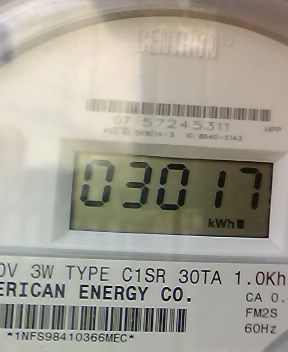 CENTRON®
07 57245311
03017
kWh
0V 3W TYPE C1SR 30TA 1.0Kh
ERICAN ENERGY CO.
CA 0.
FM2S
60Hz
*1NFS98410366MEC*